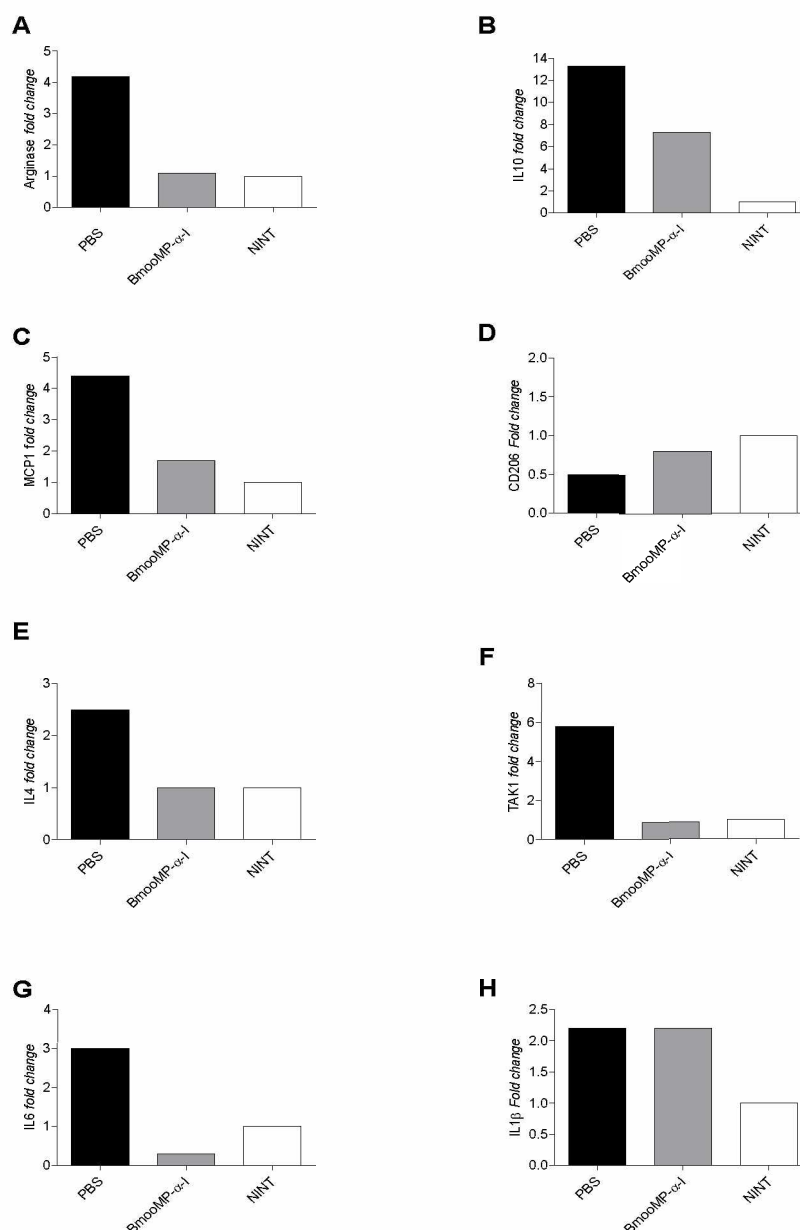 A
Arginase fold change
5
4
3
2
1
0
PBS
BmooMP-α-I
NINT
B
IL10 fold change
14
12
10
8
6
4
2
0
PBS
BmooMP-α-I
NINT
C
MCP1 fold change
5
4
3
2
1
0
PBS
BmooMP-α-I
NINT
D
CD206 Fold change
2.0
1.5
1.0
0.5
0.0
PBS
BmooMP-α-I
NINT
E
IL4 fold change
3
2
1
0
PBS
BmooMP-α-I
NINT
F
TAK1 fold change
8
6
4
2
0
PBS
BmooMP-α-I
NINT
G
IL6 fold change
4
3
2
1
0
PBS
BmooMP-α-I
NINT
H
IL1β Fold change
2.5
2.0
1.5
1.0
0.5
0.0
PBS
BmooMP-α-I
NINT